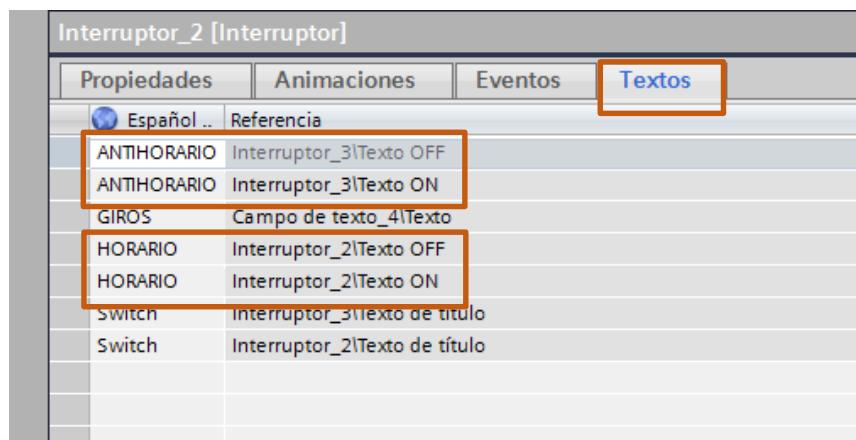 Interruptor_2 [Interruptor]
Propiedades Animaciones Eventos Textos
Español .. Referencia
ANTIHORARIO Interruptor_3\Texto OFF
ANTIHORARIO Interruptor_3\Texto ON
GIROS Campo de texto_4\Texto
HORARIO Interruptor_2\Texto OFF
HORARIO Interruptor_2\Texto ON
Switch Interruptor_3\Texto de título
Switch Interruptor_2\Texto de título